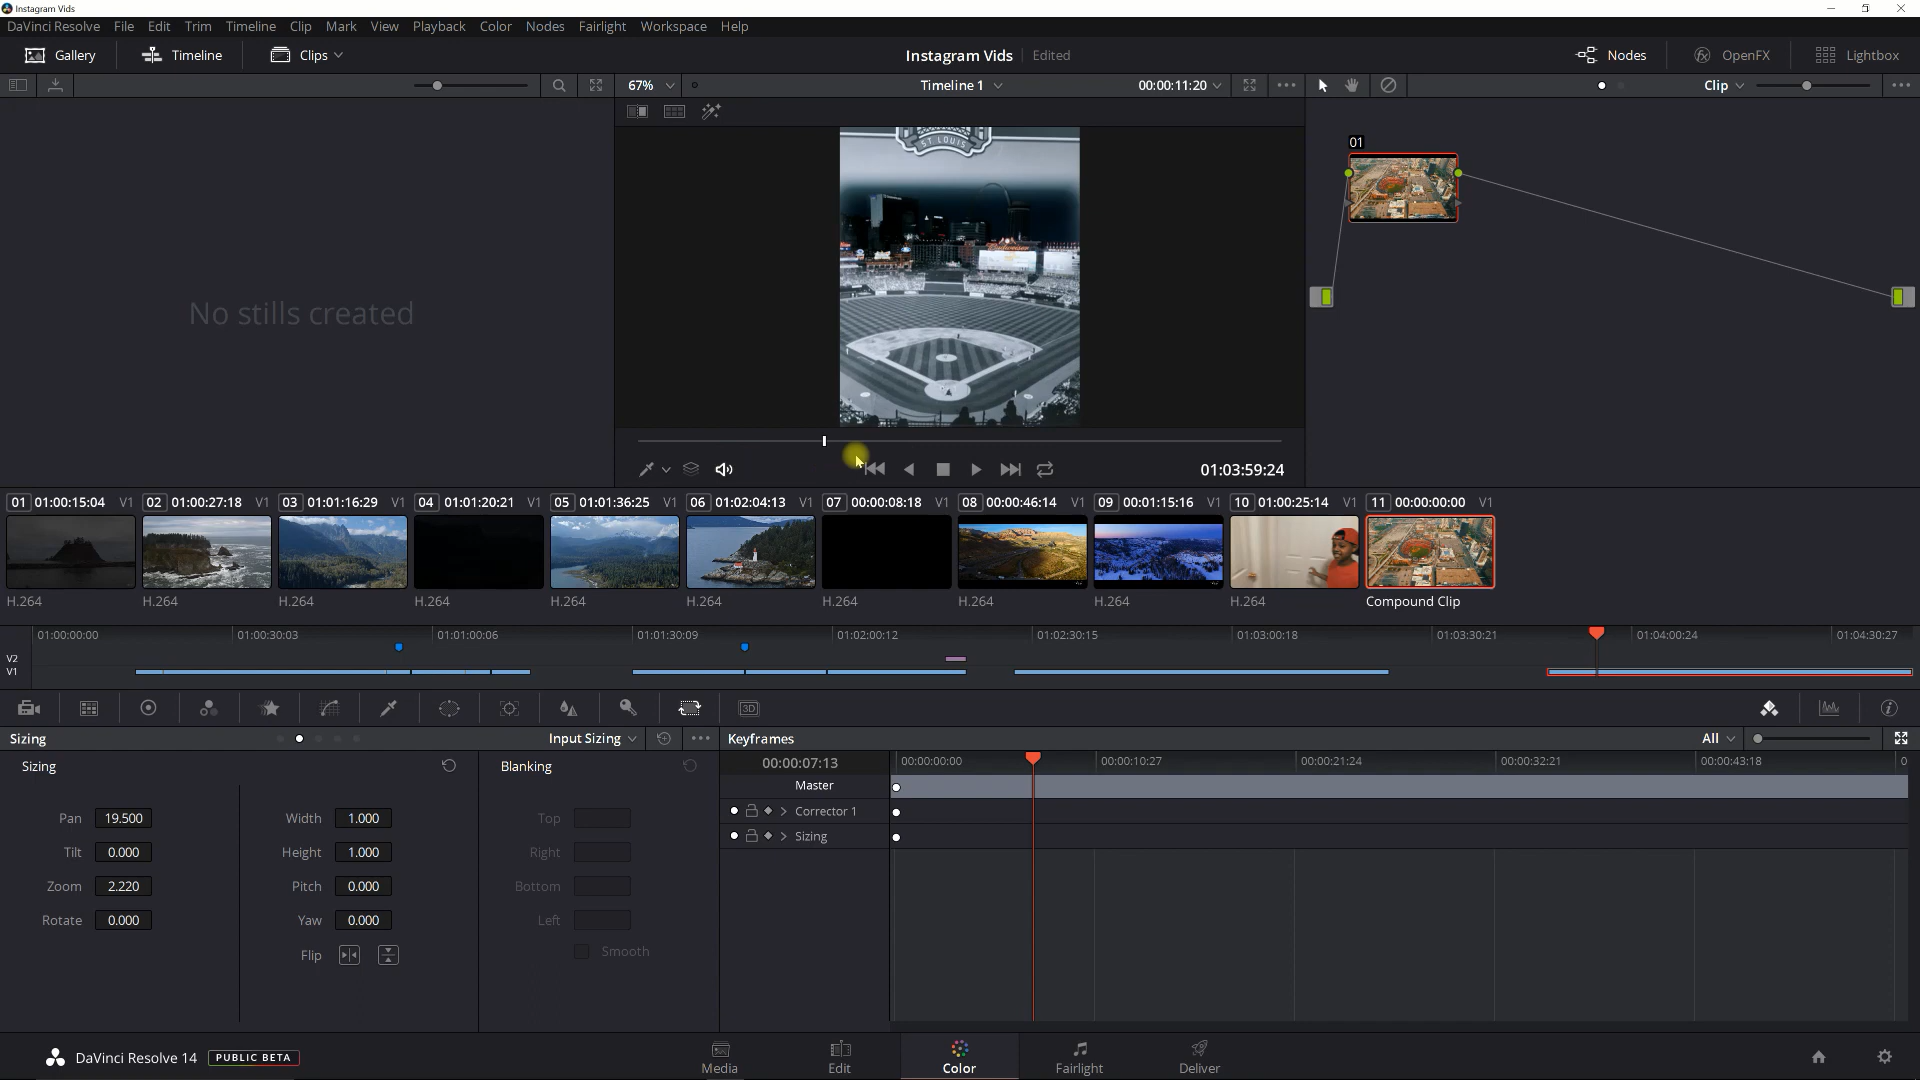 Instagram Vids
DaVinci Resolve File Edit Trim Timeline Clip Mark View Playback Color Nodes Fairlight Workspace Help
Gallery Timeline Clips Instagram Vids Edited Nodes OpenFX Lightbox
67% Timeline 1 00:00:11:20 Clip
ST LOUIS
01
No stills created
01:03:59:24
01 01:00:15:04 V1 02 01:00:27:18 V1 03 01:01:16:29 V1 04 01:01:20:21 V1 05 01:01:36:25 V1 06 01:02:04:13 V1 07 00:00:08:18 V1 08 00:00:46:14 V1 09 00:01:15:16 V1 10 01:00:25:14 V1 11 00:00:00:00 V1
H.264 H.264 H.264 H.264 H.264 H.264 H.264 H.264 H.264 H.264 Compound Clip
01:00:00:00 01:00:30:03 01:01:00:06 01:01:30:09 01:02:00:12 01:02:30:15 01:03:00:18 01:03:30:21 01:04:00:24 01:04:30:27
V2
V1
3D
Sizing Input Sizing Keyframes All
Sizing Blanking 00:00:07:13 00:00:00:00 00:00:10:27 00:00:21:24 00:00:32:21 00:00:43:18 0
Master
Pan 19.500 Width 1.000 Top Corrector 1
Tilt 0.000 Height 1.000 Right Sizing
Zoom 2.220 Pitch 0.000 Bottom
Rotate 0.000 Yaw 0.000 Left
Flip Smooth
DaVinci Resolve 14 PUBLIC BETA Media Edit Color Fairlight Deliver